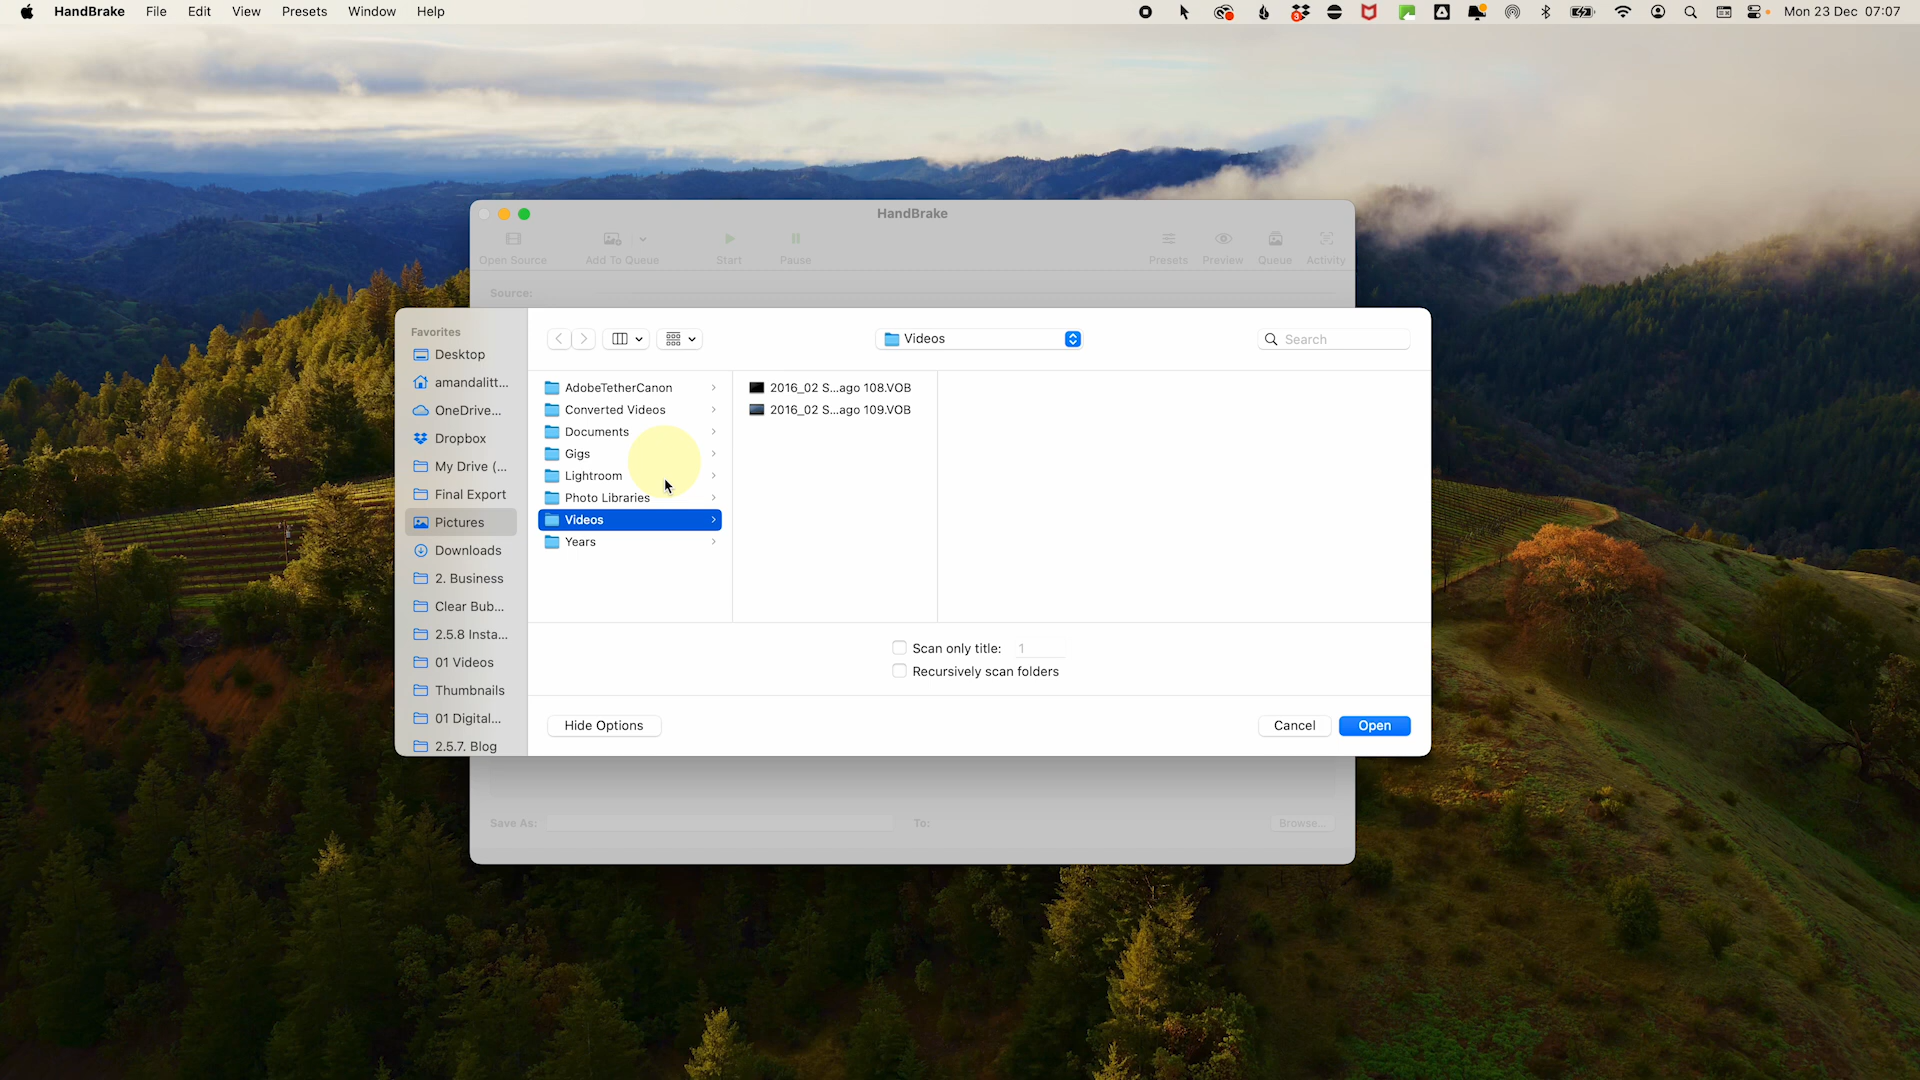 HandBrake File Edit View Presets Window Help
3
Mon 23 Dec 07:07
HandBrake
Open Source Add To Queue Start Pause Presets Preview Queue Activity
Source:
Favorites
Desktop
amandalitt...
OneDrive...
Dropbox
My Drive (...
Final Export
Pictures
Downloads
2. Business
Clear Bub...
2.5.8 Insta...
01 Videos
Thumbnails
01 Digital...
2.5.7. Blog
Videos
Search
AdobeTetherCanon
Converted Videos
Documents
Gigs
Lightroom
Photo Libraries
Videos
Years
2016_02 S...ago 108.VOB
2016_02 S...ago 109.VOB
Scan only title: 1
Recursively scan folders
Hide Options Cancel Open
Save As: To: Browse...